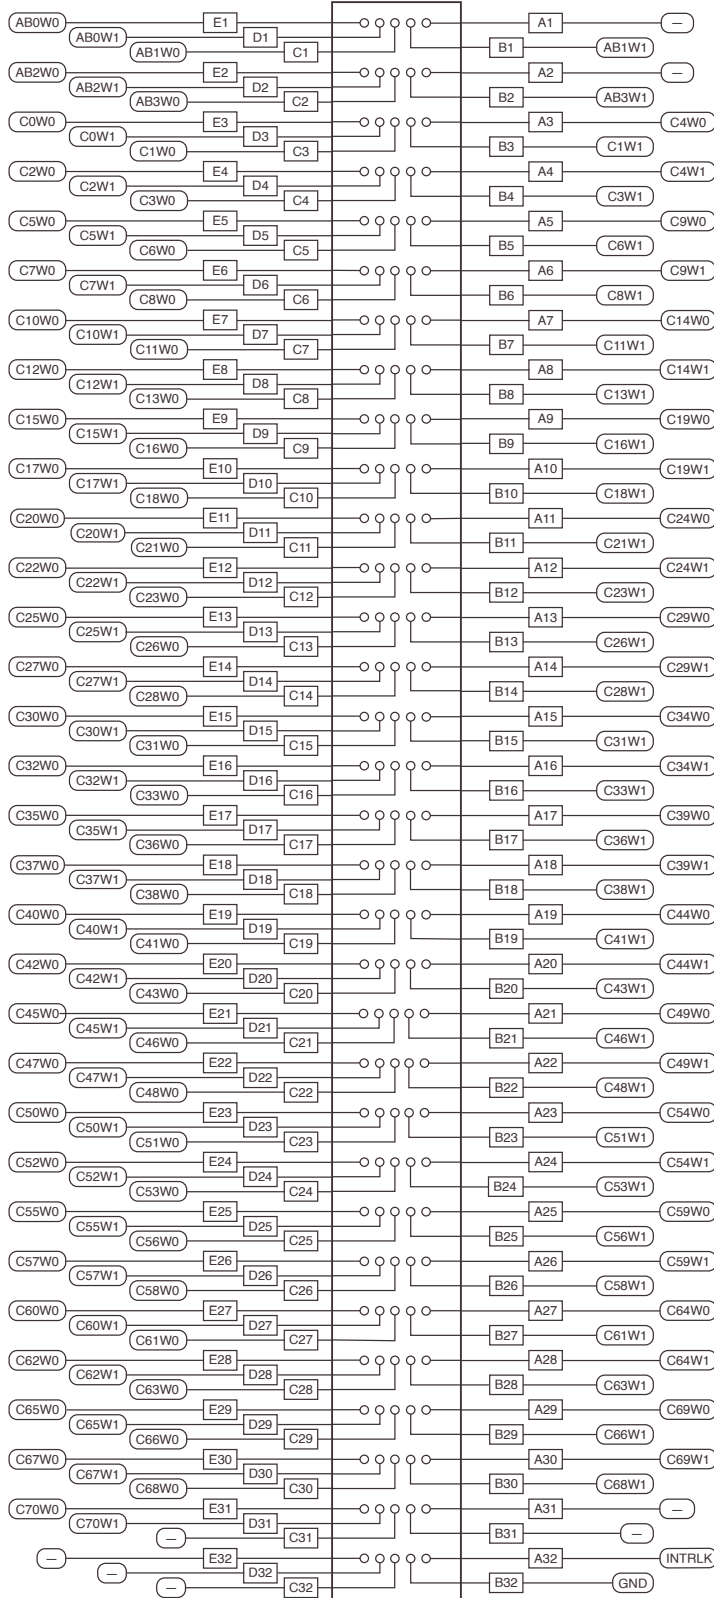 AB0W0 E1 A1 —
AB0W1 D1
AB1W0 C1 B1 AB1W1
AB2W0 E2 A2 —
AB2W1 D2
AB3W0 C2 B2 AB3W1
C0W0 E3 A3 C4W0
C0W1 D3
C1W0 C3 B3 C1W1
C2W0 E4 A4 C4W1
C2W1 D4
C3W0 C4 B4 C3W1
C5W0 E5 A5 C9W0
C5W1 D5
C6W0 C5 B5 C6W1
C7W0 E6 A6 C9W1
C7W1 D6
C8W0 C6 B6 C8W1
C10W0 E7 A7 C14W0
C10W1 D7
C11W0 C7 B7 C11W1
C12W0 E8 A8 C14W1
C12W1 D8
C13W0 C8 B8 C13W1
C15W0 E9 A9 C19W0
C15W1 D9
C16W0 C9 B9 C16W1
C17W0 E10 A10 C19W1
C17W1 D10
C18W0 C10 B10 C18W1
C20W0 E11 A11 C24W0
C20W1 D11
C21W0 C11 B11 C21W1
C22W0 E12 A12 C24W1
C22W1 D12
C23W0 C12 B12 C23W1
C25W0 E13 A13 C29W0
C25W1 D13
C26W0 C13 B13 C26W1
C27W0 E14 A14 C29W1
C27W1 D14
C28W0 C14 B14 C28W1
C30W0 E15 A15 C34W0
C30W1 D15
C31W0 C15 B15 C31W1
C32W0 E16 A16 C34W1
C32W1 D16
C33W0 C16 B16 C33W1
C35W0 E17 A17 C39W0
C35W1 D17
C36W0 C17 B17 C36W1
C37W0 E18 A18 C39W1
C37W1 D18
C38W0 C18 B18 C38W1
C40W0 E19 A19 C44W0
C40W1 D19
C41W0 C19 B19 C41W1
C42W0 E20 A20 C44W1
C42W1 D20
C43W0 C20 B20 C43W1
C45W0 E21 A21 C49W0
C45W1 D21
C46W0 C21 B21 C46W1
C47W0 E22 A22 C49W1
C47W1 D22
C48W0 C22 B22 C48W1
C50W0 E23 A23 C54W0
C50W1 D23
C51W0 C23 B23 C51W1
C52W0 E24 A24 C54W1
C52W1 D24
C53W0 C24 B24 C53W1
C55W0 E25 A25 C59W0
C55W1 D25
C56W0 C25 B25 C56W1
C57W0 E26 A26 C59W1
C57W1 D26
C58W0 C26 B26 C58W1
C60W0 E27 A27 C64W0
C60W1 D27
C61W0 C27 B27 C61W1
C62W0 E28 A28 C64W1
C62W1 D28
C63W0 C28 B28 C63W1
C65W0 E29 A29 C69W0
C65W1 D29
C66W0 C29 B29 C66W1
C67W0 E30 A30 C69W1
C67W1 D30
C68W0 C30 B30 C68W1
C70W0 E31 A31 —
C70W1 D31
— C31 B31 —
— E32 A32 INTRLK
— D32
— C32 B32 GND